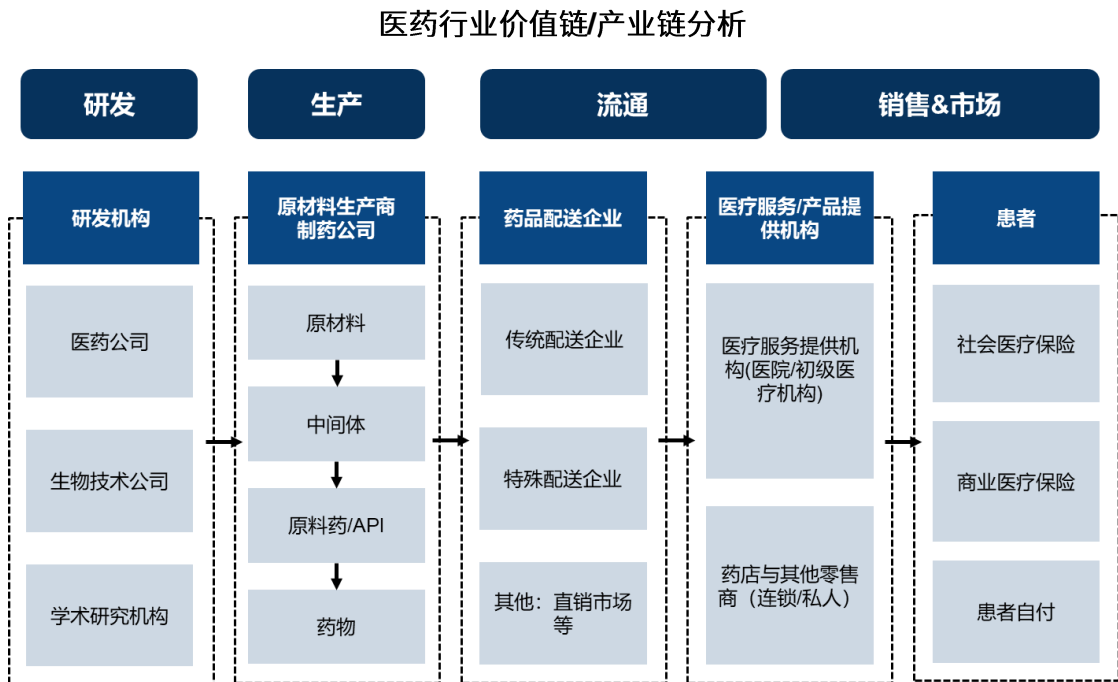 医药行业价值链/产业链分析
研发
生产
流通
销售&市场
研发机构
医药公司
生物技术公司
学术研究机构
原材料生产商
制药公司
原材料
中间体
原料药/API
药物
药品配送企业
传统配送企业
特殊配送企业
其他：直销市场
等
医疗服务/产品提
供机构
医疗服务提供机
构(医院/初级医
疗机构)
药店与其他零售
商（连锁/私人）
患者
社会医疗保险
商业医疗保险
患者自付